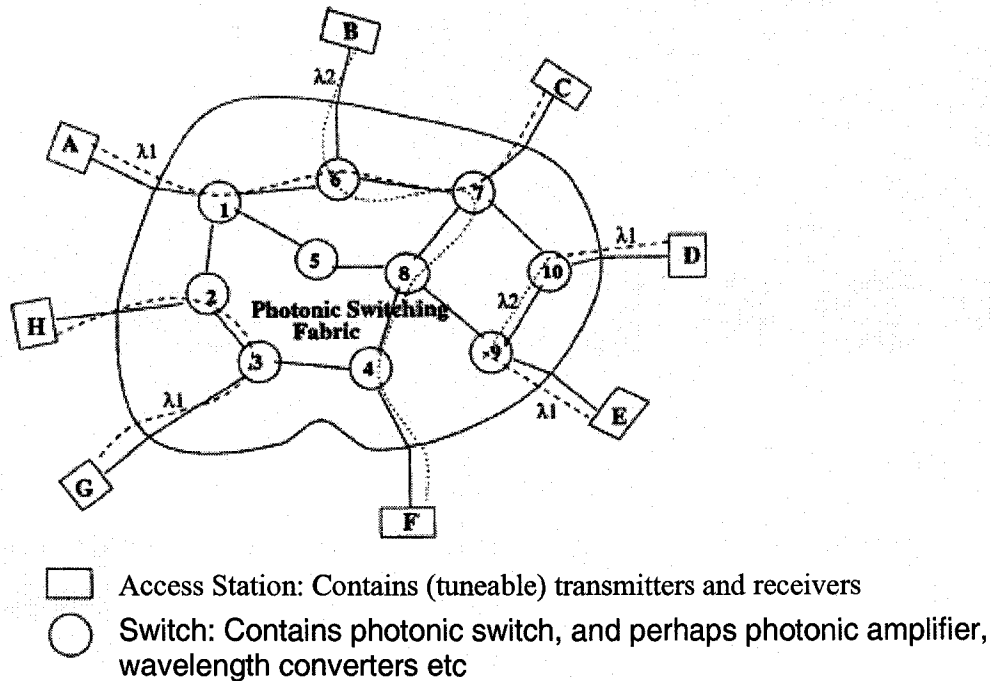 B
λ2
C
A
λ1
6
7
1
λ1
D
5
8
10
2
λ2
H
Photonic Switching
Fabric
3
4
9
λ1
E
λ1
G
F
Access Station: Contains (tuneable) transmitters and receivers
Switch: Contains photonic switch, and perhaps photonic amplifier,
wavelength converters etc